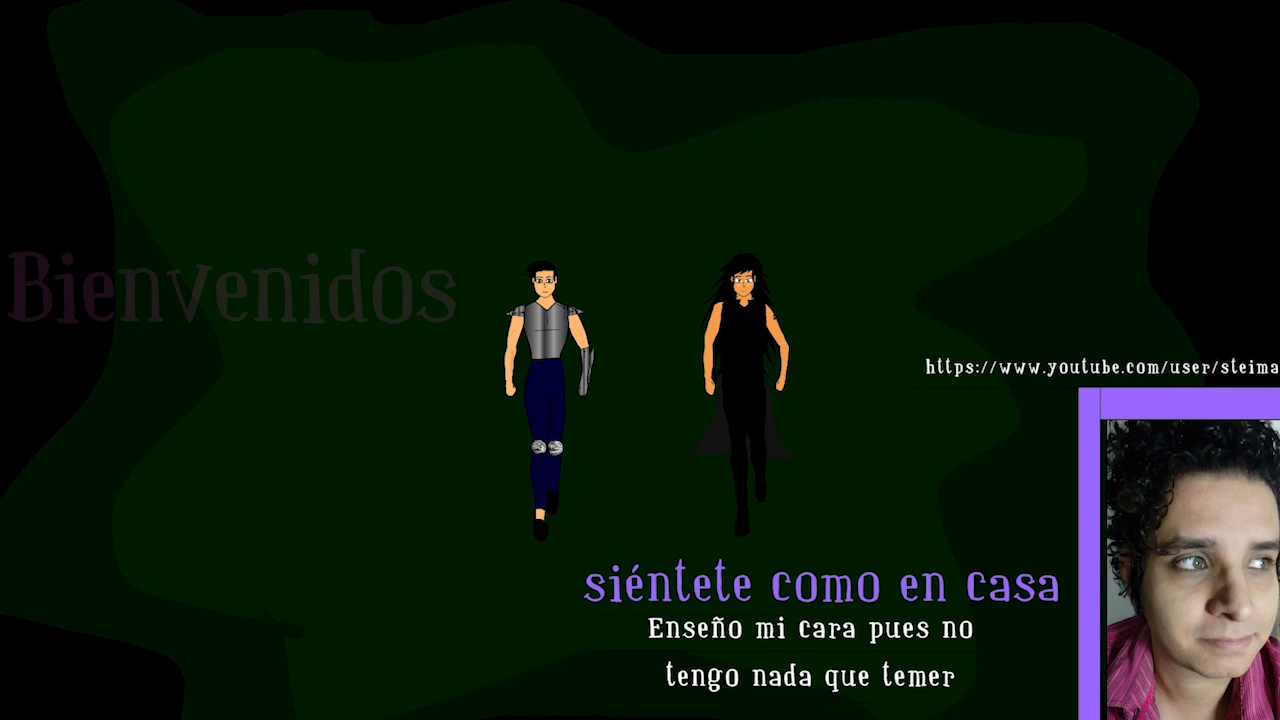 Bienvenidos
https://www.youtube.com/user/steima
siéntete como en casa
Enseño mi cara pues no
tengo nada que temer